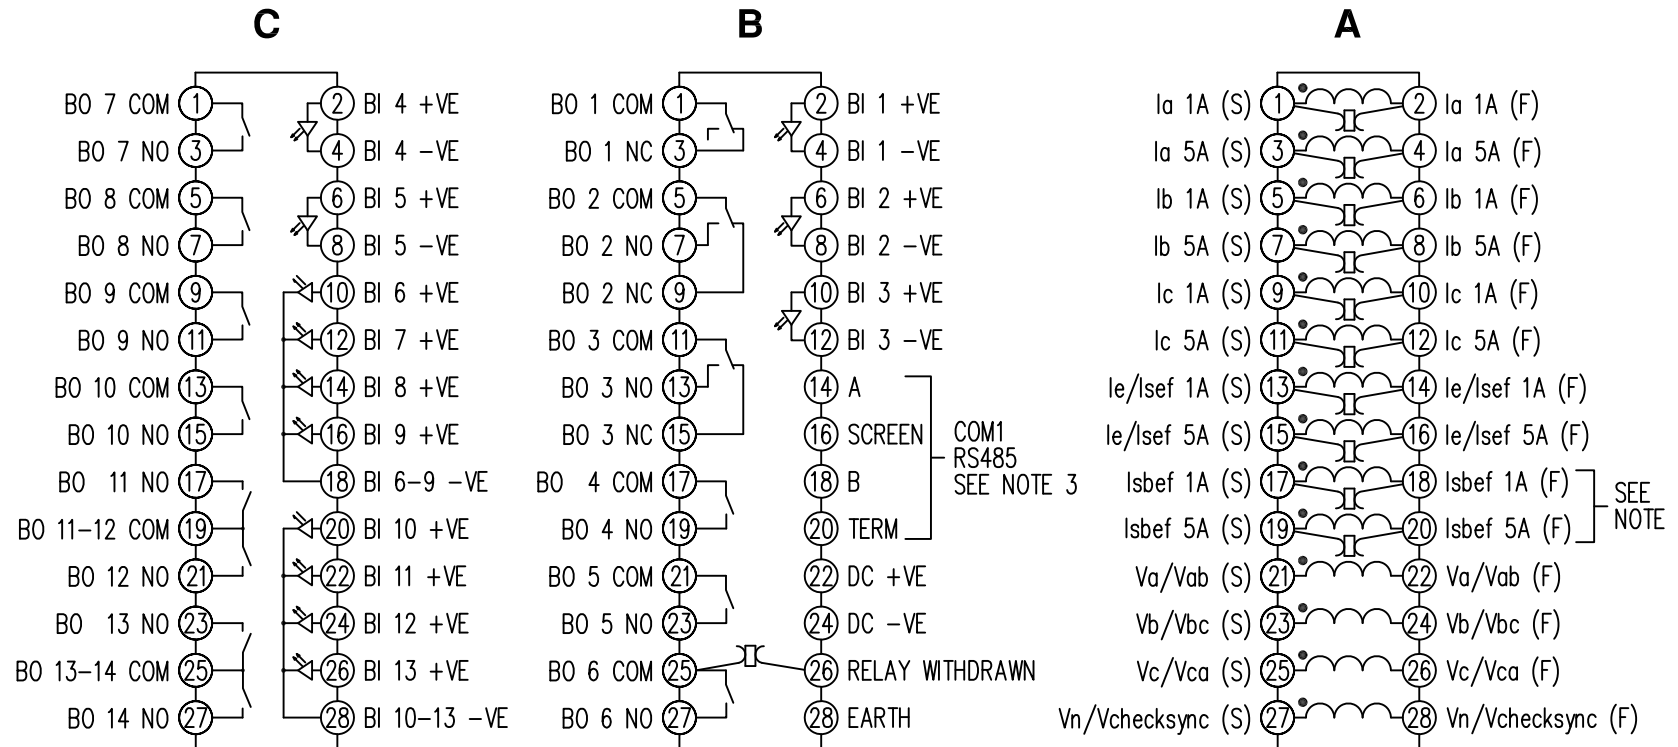 C
BO 7 COM 1 2 BI 4 +VE
BO 7 NO 3 4 BI 4 -VE
BO 8 COM 5 6 BI 5 +VE
BO 8 NO 7 8 BI 5 -VE
BO 9 COM 9 10 BI 6 +VE
BO 9 NO 11 12 BI 7 +VE
BO 10 COM 13 14 BI 8 +VE
BO 10 NO 15 16 BI 9 +VE
BO 11 NO 17 18 BI 6-9 -VE
BO 11-12 COM 19 20 BI 10 +VE
BO 12 NO 21 22 BI 11 +VE
BO 13 NO 23 24 BI 12 +VE
BO 13-14 COM 25 26 BI 13 +VE
BO 14 NO 27 28 BI 10-13 -VE
B
BO 1 COM 1 2 BI 1 +VE
BO 1 NC 3 4 BI 1 -VE
BO 2 COM 5 6 BI 2 +VE
BO 2 NO 7 8 BI 2 -VE
BO 2 NC 9 10 BI 3 +VE
BO 3 COM 11 12 BI 3 -VE
BO 3 NO 13 14 A
BO 3 NC 15 16 SCREEN
BO 4 COM 17 18 B
BO 4 NO 19 20 TERM
COM1
RS485
SEE NOTE 3
BO 5 COM 21 22 DC +VE
BO 5 NO 23 24 DC -VE
BO 6 COM 25 26 RELAY WITHDRAWN
BO 6 NO 27 28 EARTH
A
Ia 1A (S) 1 2 Ia 1A (F)
Ia 5A (S) 3 4 Ia 5A (F)
Ib 1A (S) 5 6 Ib 1A (F)
Ib 5A (S) 7 8 Ib 5A (F)
Ic 1A (S) 9 10 Ic 1A (F)
Ic 5A (S) 11 12 Ic 5A (F)
Ie/Isef 1A (S) 13 14 Ie/Isef 1A (F)
Ie/Isef 5A (S) 15 16 Ie/Isef 5A (F)
Isbef 1A (S) 17 18 Isbef 1A (F)
Isbef 5A (S) 19 20 Isbef 5A (F)
SEE
NOTE
Va/Vab (S) 21 22 Va/Vab (F)
Vb/Vbc (S) 23 24 Vb/Vbc (F)
Vc/Vca (S) 25 26 Vc/Vca (F)
Vn/Vchecksync (S) 27 28 Vn/Vchecksync (F)